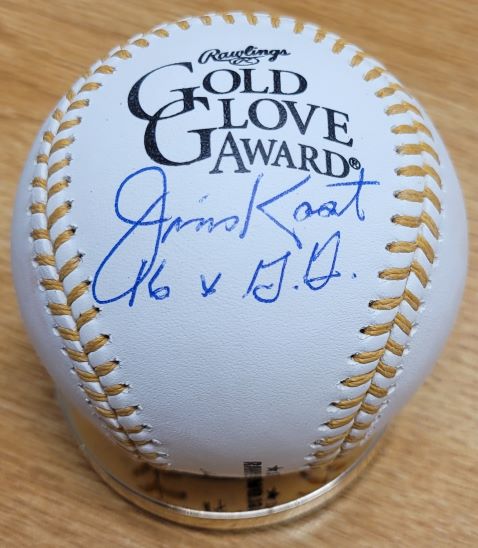 Rawlings
GOLD
GLOVE
AWARD®
Jim Kaat
16 x G.G.